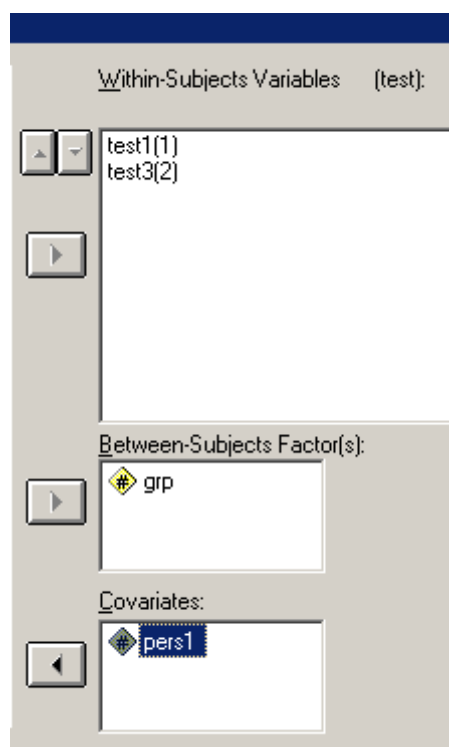 Within-Subjects Variables (test):
test1(1)
test3(2)
Between-Subjects Factor(s):
# grp
Covariates:
# pers1